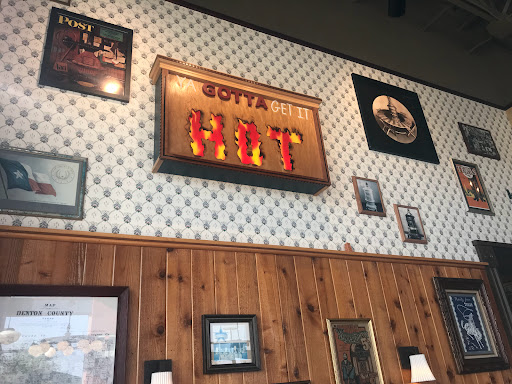 POST
YA GOTTA GET IT
HOT
MAP
DENTON COUNTY